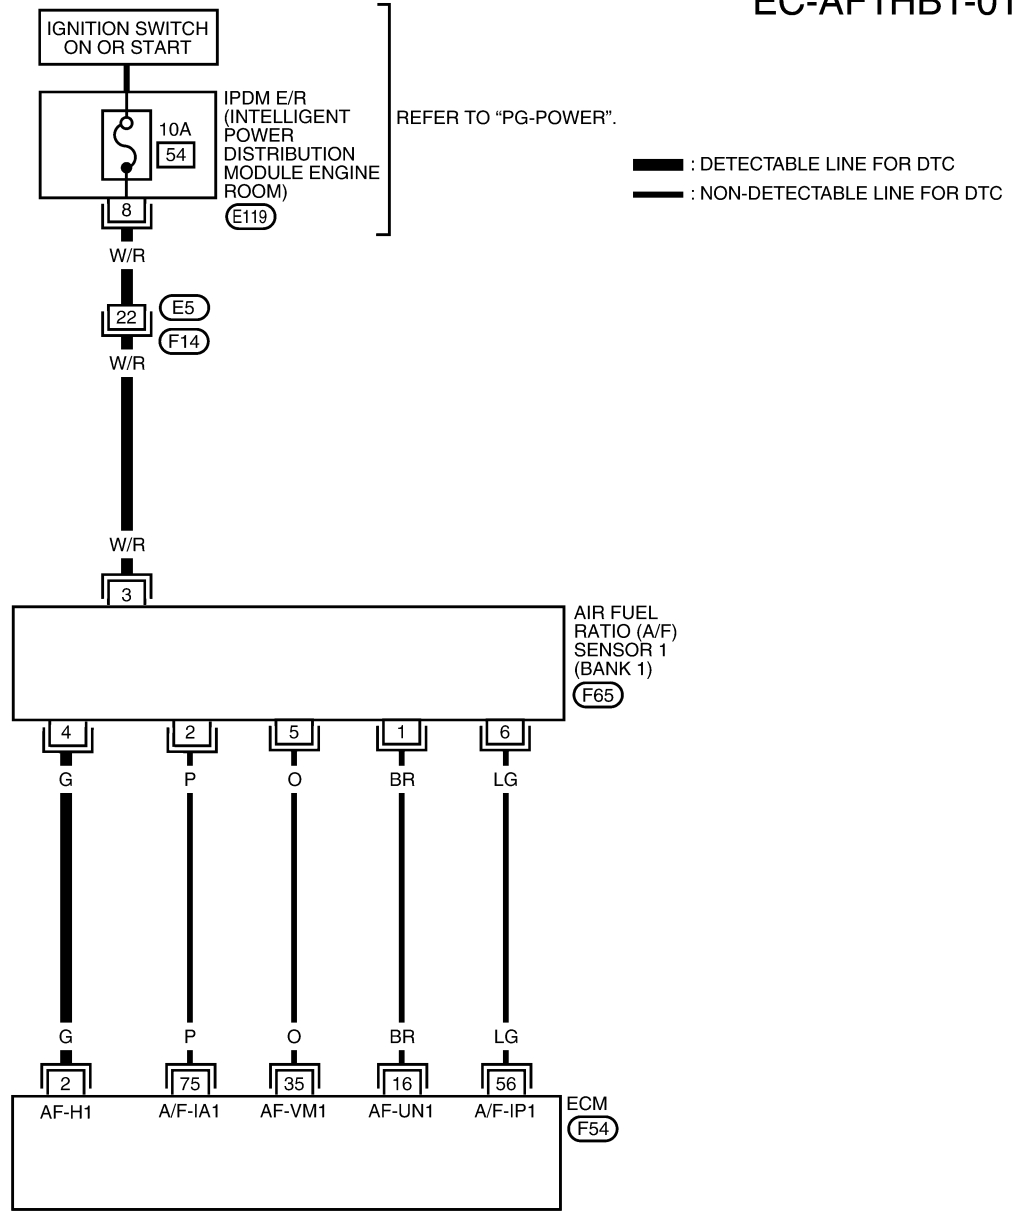 EC-AF1HB1-01
IGNITION SWITCH
ON OR START
IPDM E/R
(INTELLIGENT
POWER
DISTRIBUTION
MODULE ENGINE
ROOM)
E119
10A
54
8
REFER TO “PG-POWER”.
: DETECTABLE LINE FOR DTC
: NON-DETECTABLE LINE FOR DTC
W/R
22
E5
F14
W/R
W/R
3
AIR FUEL
RATIO (A/F)
SENSOR 1
(BANK 1)
F65
4 2 5 1 6
G P O BR LG
G P O BR LG
2 75 35 16 56
AF-H1 A/F-IA1 AF-VM1 AF-UN1 A/F-IP1
ECM
F54